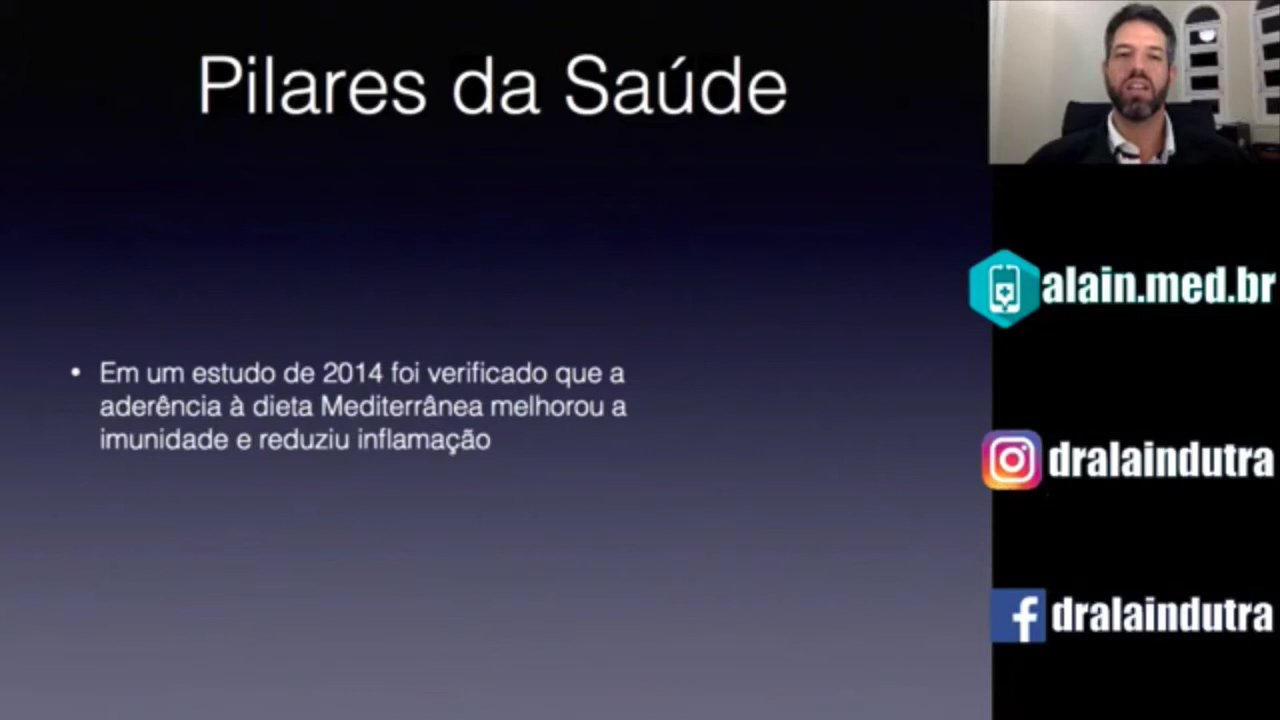 Pilares da Saúde
• Em um estudo de 2014 foi verificado que a
aderência à dieta Mediterrânea melhorou a
imunidade e reduziu inflamação
alain.med.br
dralaindutra
dralaindutra